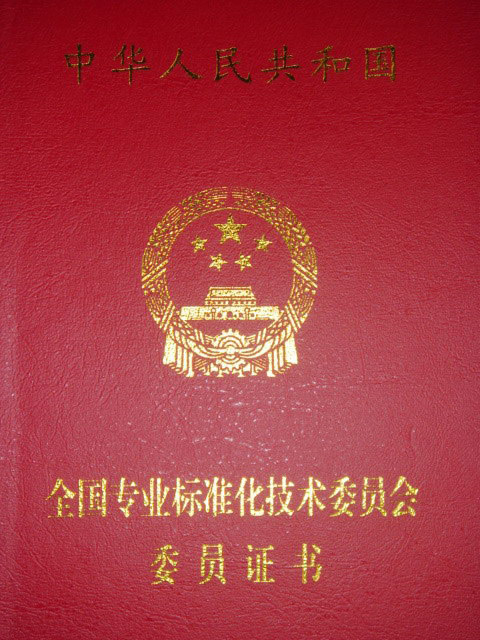 中华人民共和国
全国专业标准化技术委员会
委员证书